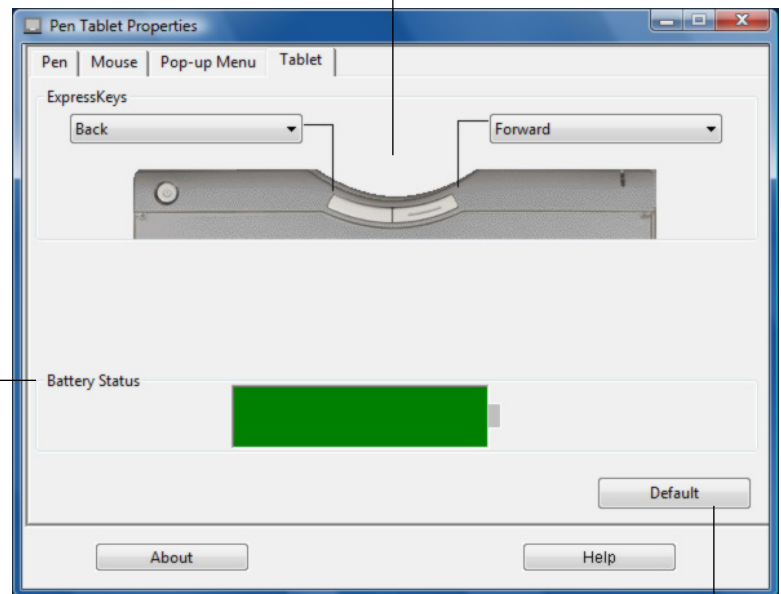 Pen Tablet Properties
Pen Mouse Pop-up Menu Tablet
ExpressKeys
Back Forward
Battery Status
Default
About Help